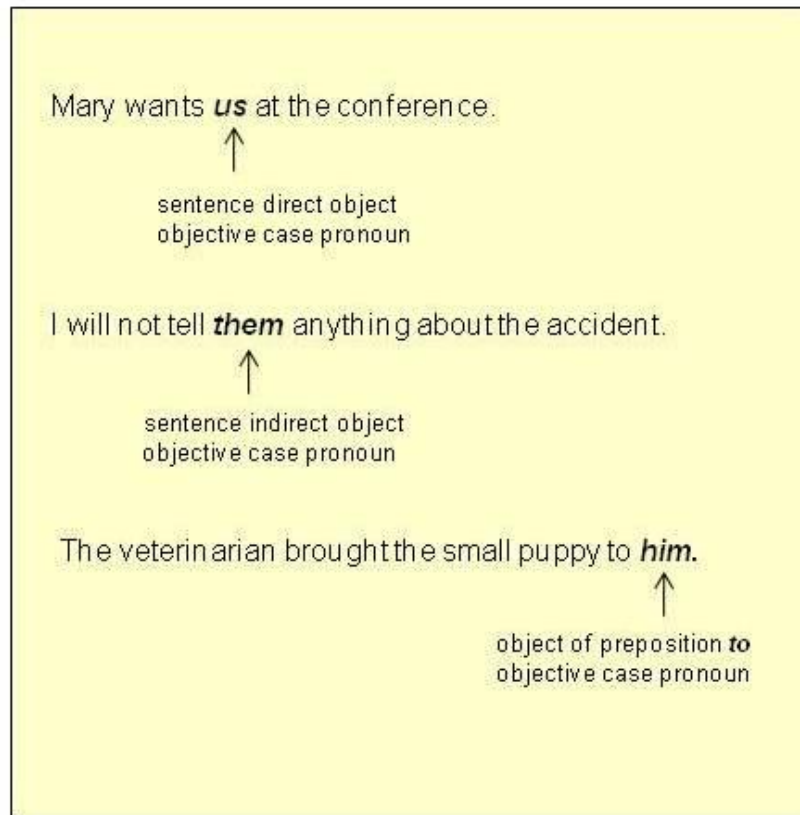 Mary wants us at the conference.
sentence direct object
objective case pronoun
I will not tell them anything about the accident.
sentence indirect object
objective case pronoun
The veterinarian brought the small puppy to him.
object of preposition to
objective case pronoun